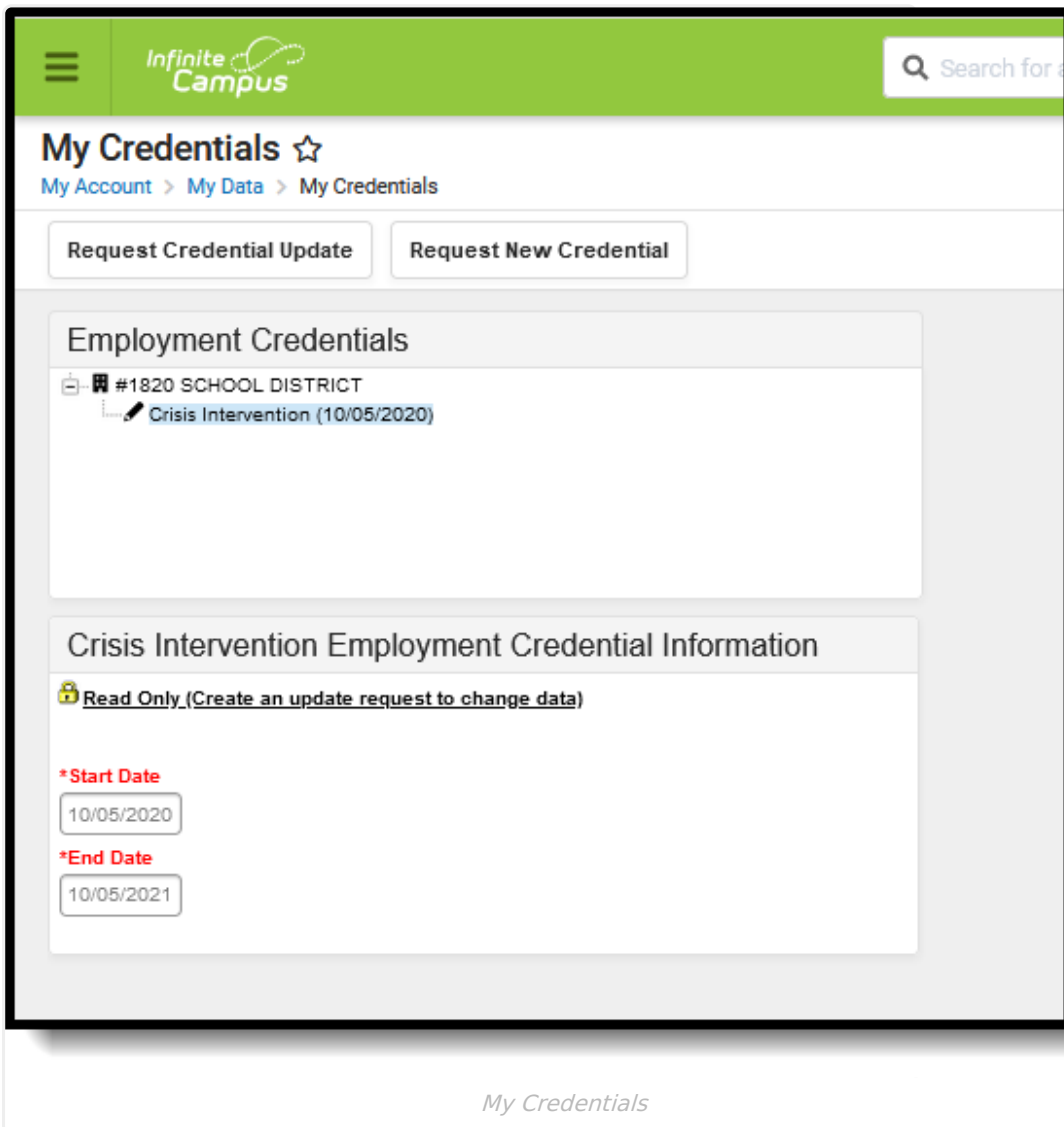 Infinite
Campus
Search for a
My Credentials
My Account > My Data > My Credentials
Request Credential Update Request New Credential
Employment Credentials
#1820 SCHOOL DISTRICT
Crisis Intervention (10/05/2020)
Crisis Intervention Employment Credential Information
Read Only (Create an update request to change data)
*Start Date
10/05/2020
*End Date
10/05/2021
My Credentials